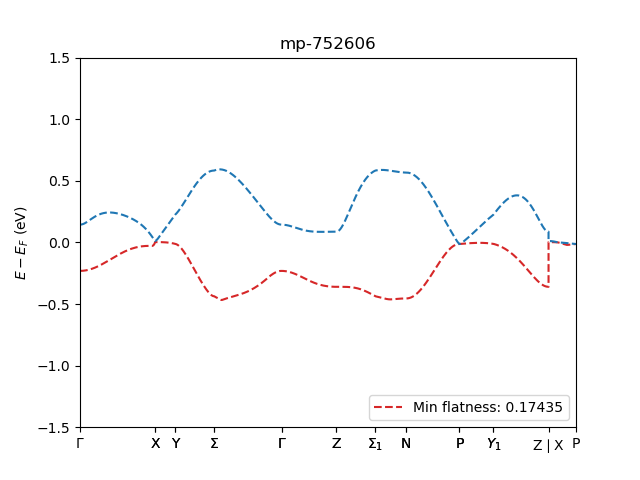 mp-752606
1.5
1.0
0.5
0.0
−0.5
−1.0
−1.5
E − E_F (eV)
Min flatness: 0.17435
Γ X Y Σ Γ Z Σ₁ N P Y₁ Z | X P